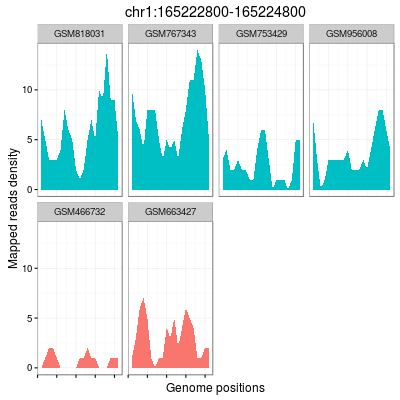 chr1:165222800-165224800
GSM818031 GSM767343 GSM753429 GSM956008
10
5
0
GSM466732 GSM663427
10
5
0
Mapped reads density
Genome positions